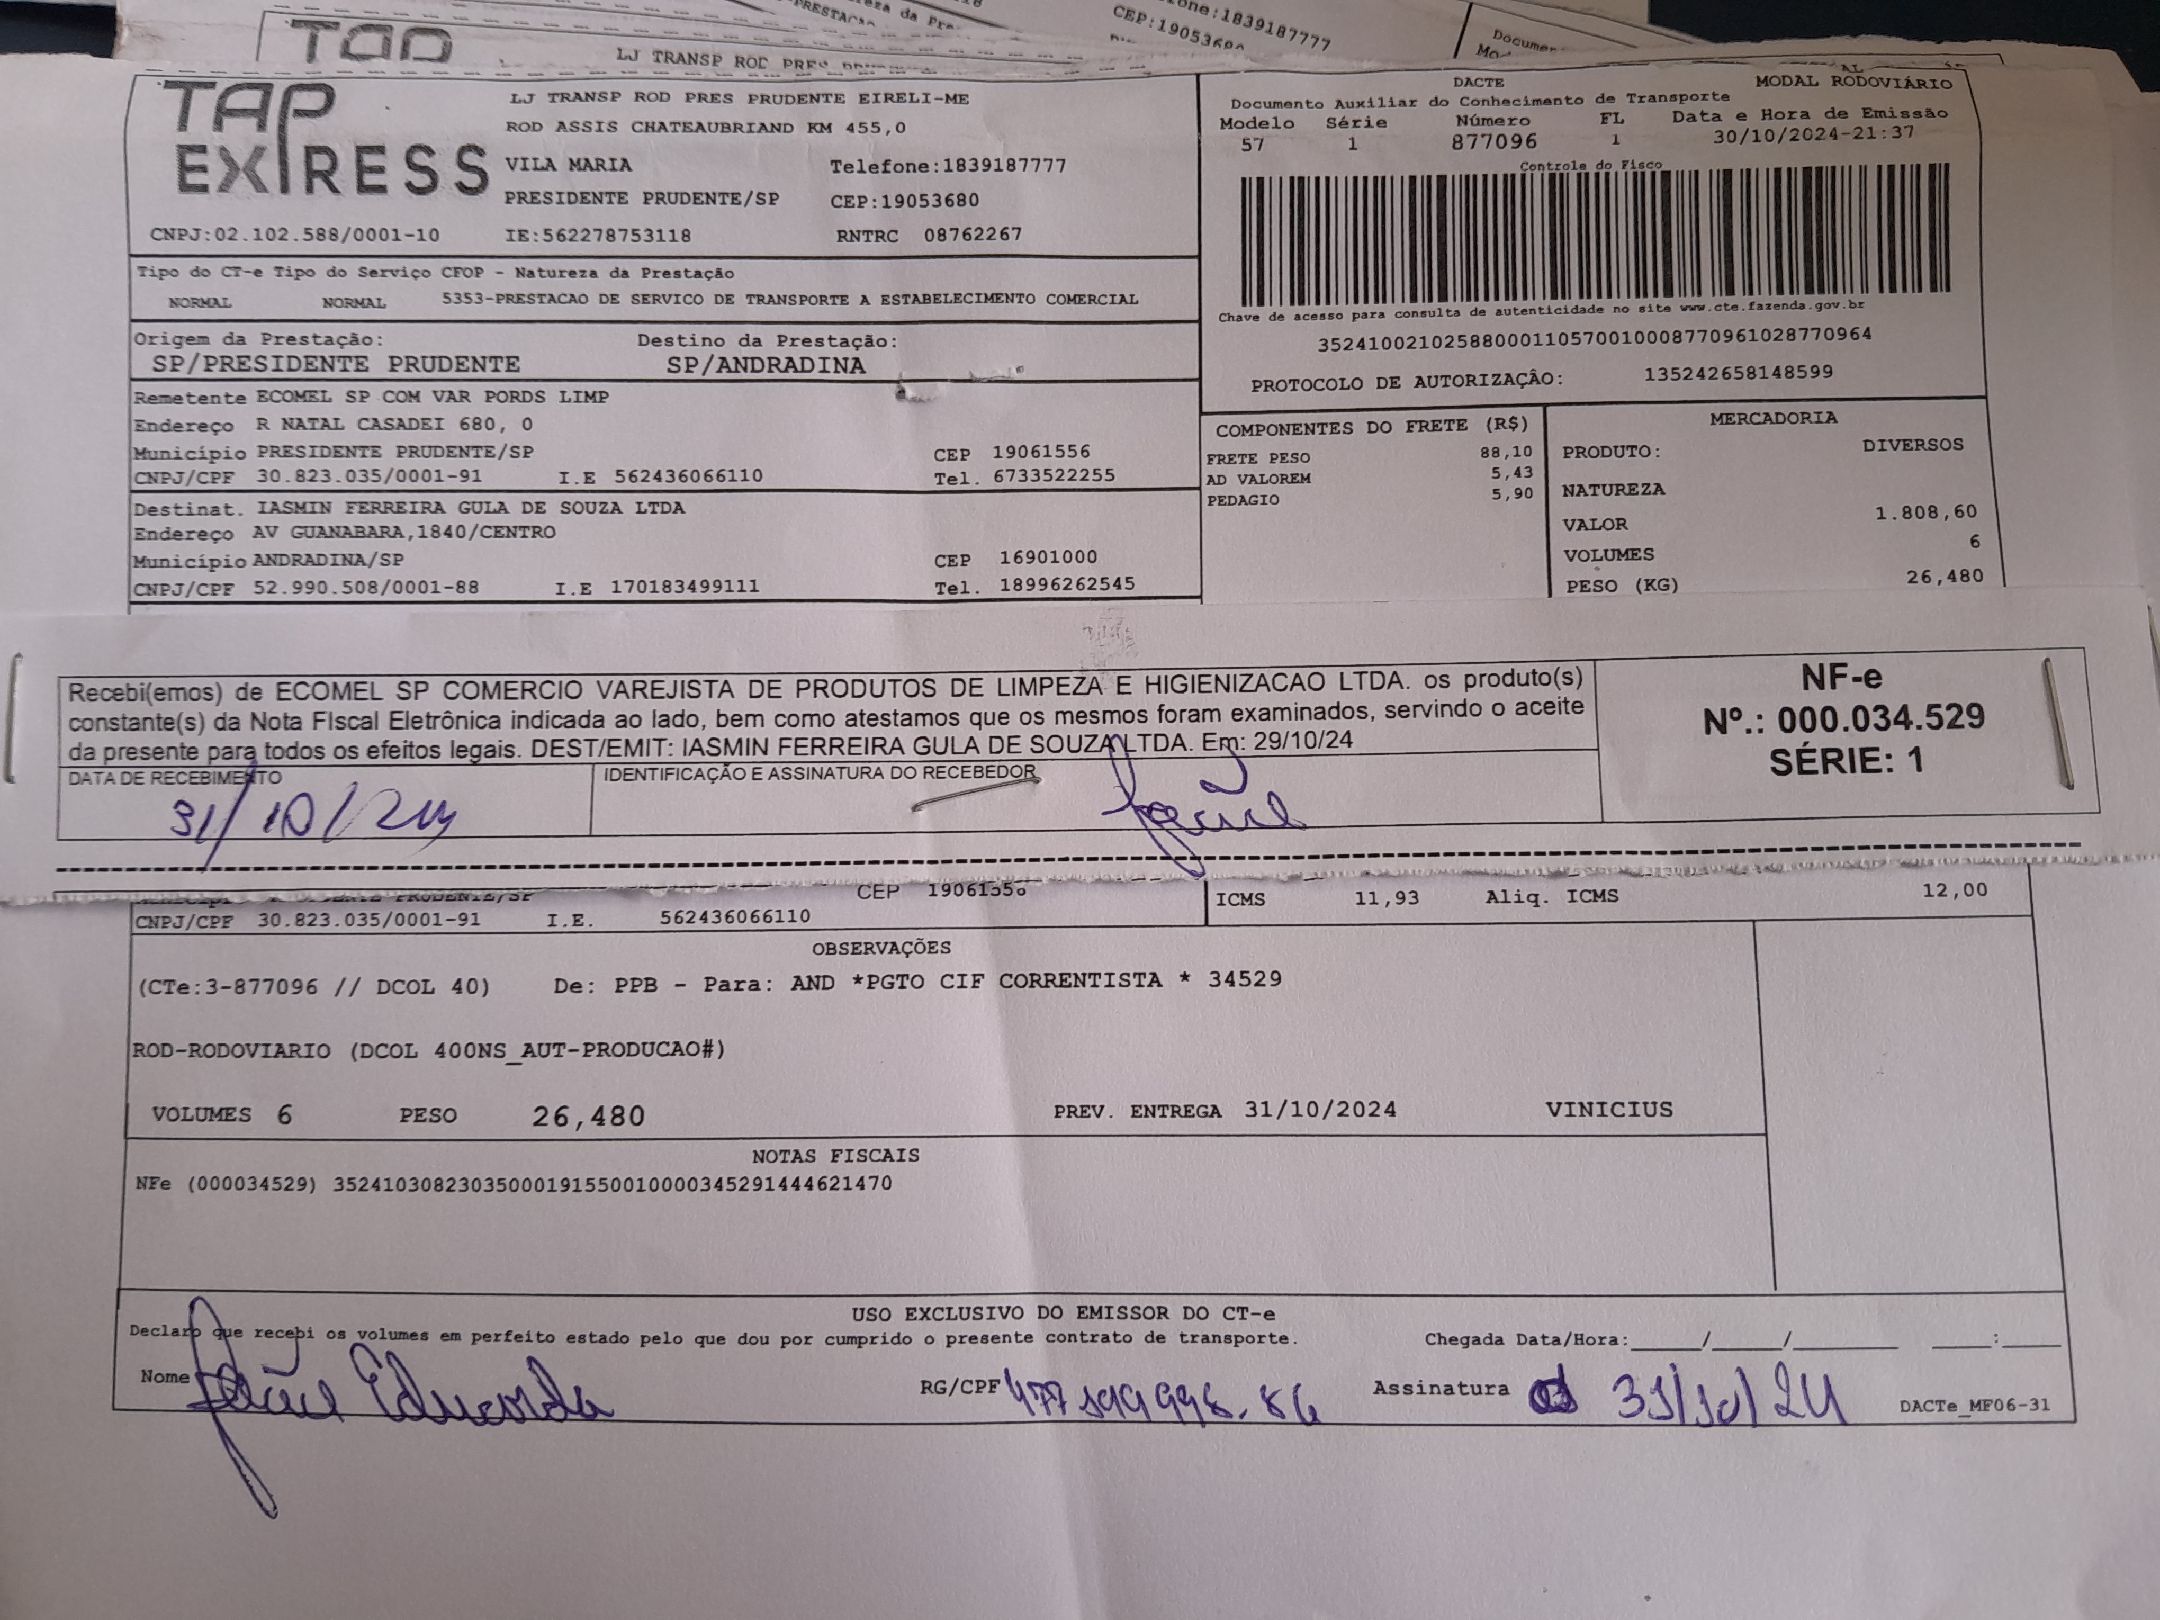 LJ TRANSP ROD PRES
CEP:19053680
one:1839187777
TAP EXPRESS
LJ TRANSP ROD PRES PRUDENTE EIRELI-ME
ROD ASSIS CHATEAUBRIAND KM 455,0
VILA MARIA Telefone:1839187777
PRESIDENTE PRUDENTE/SP CEP:19053680
CNPJ:02.102.588/0001-10 IE:562278753118 RNTRC 08762267
DACTE MODAL RODOVIÁRIO
Documento Auxiliar do Conhecimento de Transporte
Modelo Série Número FL Data e Hora de Emissão
57 1 877096 1 30/10/2024-21:37
Controle do Fisco
Chave de acesso para consulta de autenticidade no site www.cte.fazenda.gov.br
35241002102588000110570010008770961028770964
PROTOCOLO DE AUTORIZAÇÃO: 135242658148599
Tipo do CT-e Tipo do Serviço CFOP - Natureza da Prestação
NORMAL NORMAL 5353-PRESTACAO DE SERVICO DE TRANSPORTE A ESTABELECIMENTO COMERCIAL
Origem da Prestação: Destino da Prestação:
SP/PRESIDENTE PRUDENTE SP/ANDRADINA
Remetente ECOMEL SP COM VAR PORDS LIMP
Endereço R NATAL CASADEI 680, 0
Município PRESIDENTE PRUDENTE/SP CEP 19061556
CNPJ/CPF 30.823.035/0001-91 I.E 562436066110 Tel. 6733522255
Destinat. IASMIN FERREIRA GULA DE SOUZA LTDA
Endereço AV GUANABARA,1840/CENTRO
Município ANDRADINA/SP CEP 16901000
CNPJ/CPF 52.990.508/0001-88 I.E 170183499111 Tel. 18996262545
COMPONENTES DO FRETE (R$)
FRETE PESO 88,10
AD VALOREM 5,43
PEDAGIO 5,90
MERCADORIA
PRODUTO: DIVERSOS
NATUREZA
VALOR 1.808,60
VOLUMES 6
PESO (KG) 26,480
Recebi(emos) de ECOMEL SP COMERCIO VAREJISTA DE PRODUTOS DE LIMPEZA E HIGIENIZACAO LTDA. os produto(s)
constante(s) da Nota FIscal Eletrônica indicada ao lado, bem como atestamos que os mesmos foram examinados, servindo o aceite
da presente para todos os efeitos legais. DEST/EMIT: IASMIN FERREIRA GULA DE SOUZA LTDA. Em: 29/10/24
DATA DE RECEBIMENTO IDENTIFICAÇÃO E ASSINATURA DO RECEBEDOR
31/10/24
NF-e
Nº.: 000.034.529
SÉRIE: 1
CEP 19061556
CNPJ/CPF 30.823.035/0001-91 I.E. 562436066110
ICMS 11,93 Aliq. ICMS 12,00
OBSERVAÇÕES
(CTe:3-877096 // DCOL 40) De: PPB - Para: AND *PGTO CIF CORRENTISTA * 34529
ROD-RODOVIARIO (DCOL 400NS_AUT-PRODUCAO#)
VOLUMES 6 PESO 26,480 PREV. ENTREGA 31/10/2024 VINICIUS
NOTAS FISCAIS
NFe (000034529) 35241030823035000191550010000345291444621470
USO EXCLUSIVO DO EMISSOR DO CT-e
Declaro que recebi os volumes em perfeito estado pelo que dou por cumprido o presente contrato de transporte. Chegada Data/Hora:____/____/____ ____:____
Nome RG/CPF Assinatura 31/10/24 DACTe_MF06-31